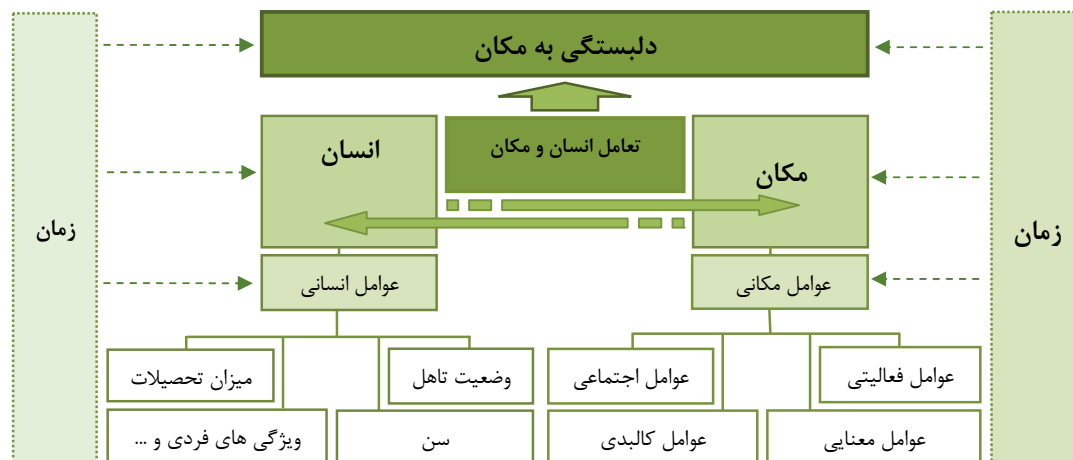 دلبستگی به مکان
زمان
مکان
تعامل انسان و مکان
انسان
زمان
عوامل مکانی
عوامل انسانی
عوامل فعالیتی
عوامل اجتماعی
وضعیت تاهل
میزان تحصیلات
عوامل معنایی
عوامل کالبدی
سن
ویژگی های فردی و ...